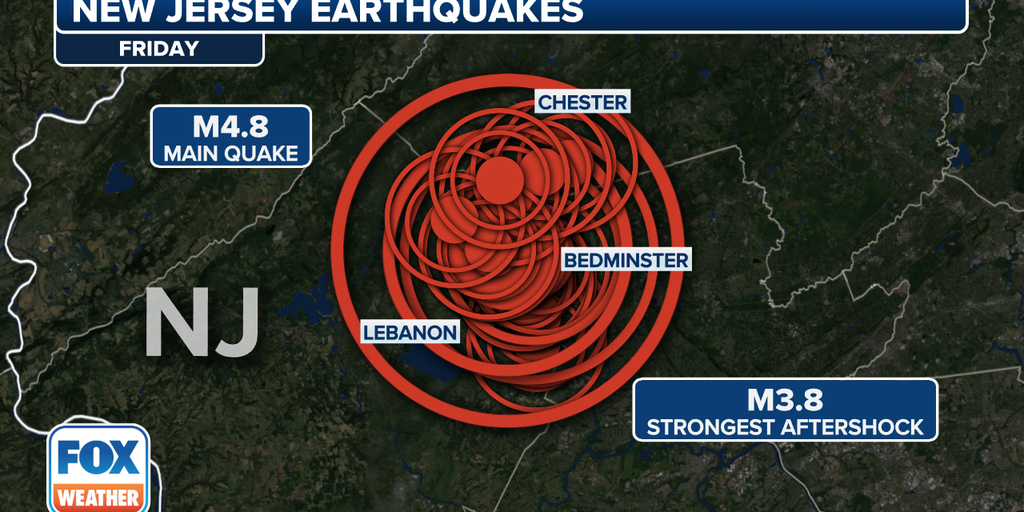 NEW JERSEY EARTHQUAKES
FRIDAY
CHESTER
M4.8
MAIN QUAKE
BEDMINSTER
NJ
LEBANON
M3.8
STRONGEST AFTERSHOCK
FOX
WEATHER